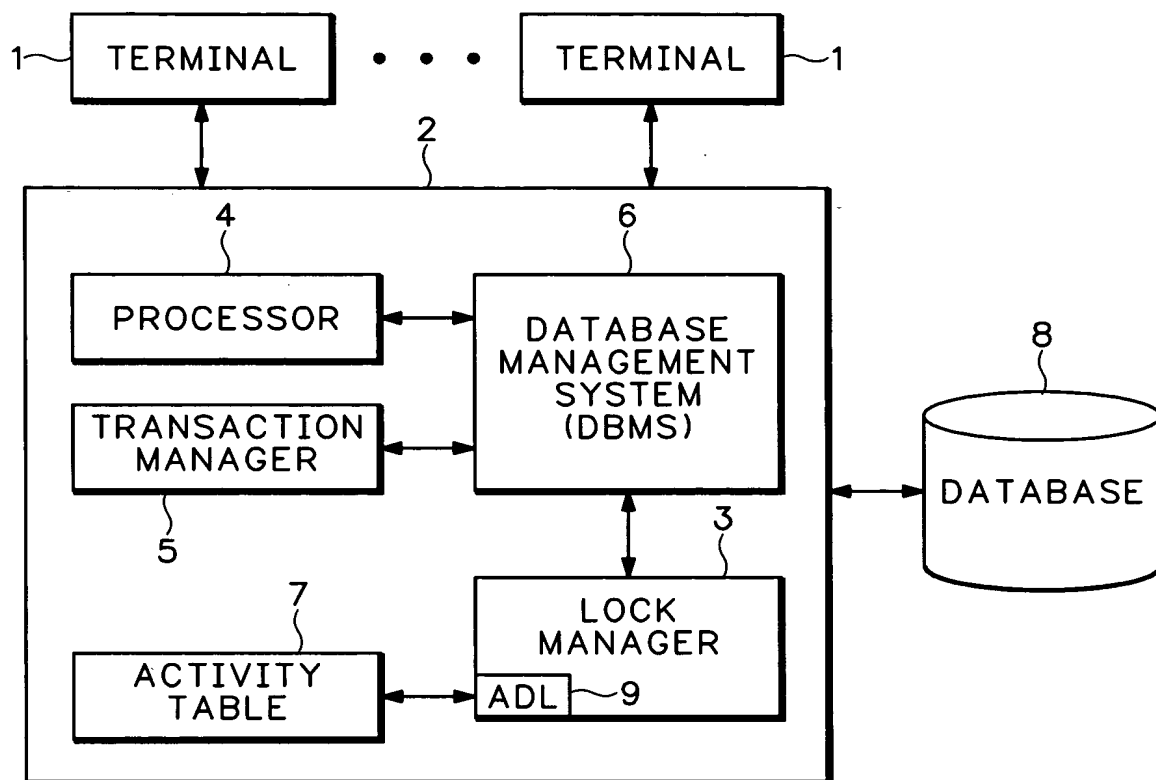 1 TERMINAL • • • TERMINAL 1
2
4
6
PROCESSOR
DATABASE
MANAGEMENT
SYSTEM
(DBMS)
8
TRANSACTION
MANAGER
DATABASE
5
3
7
LOCK
MANAGER
ACTIVITY
TABLE
ADL
9